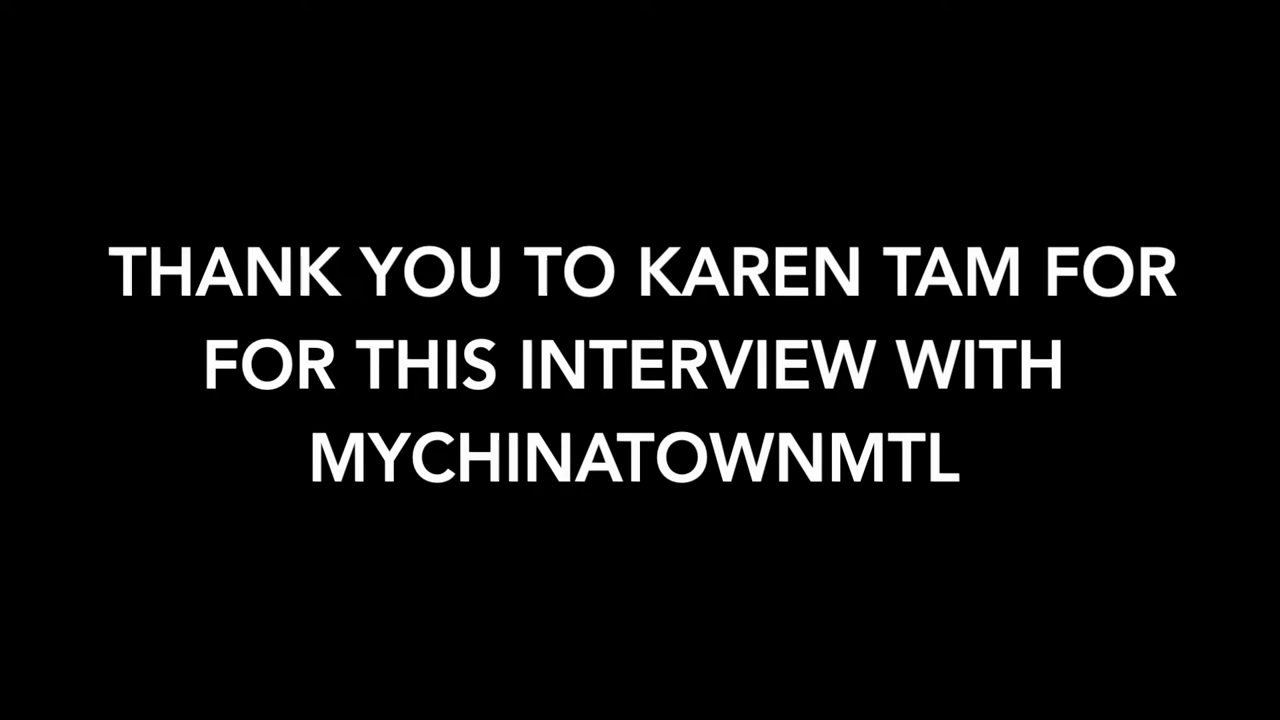 THANK YOU TO KAREN TAM FOR
FOR THIS INTERVIEW WITH
MYCHINATOWNMTL